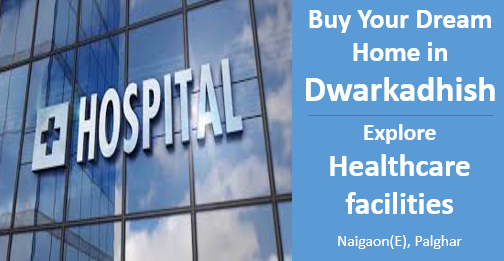 HOSPITAL
Buy Your Dream
Home in
Dwarkadhish
Explore
Healthcare
facilities
Naigaon(E), Palghar